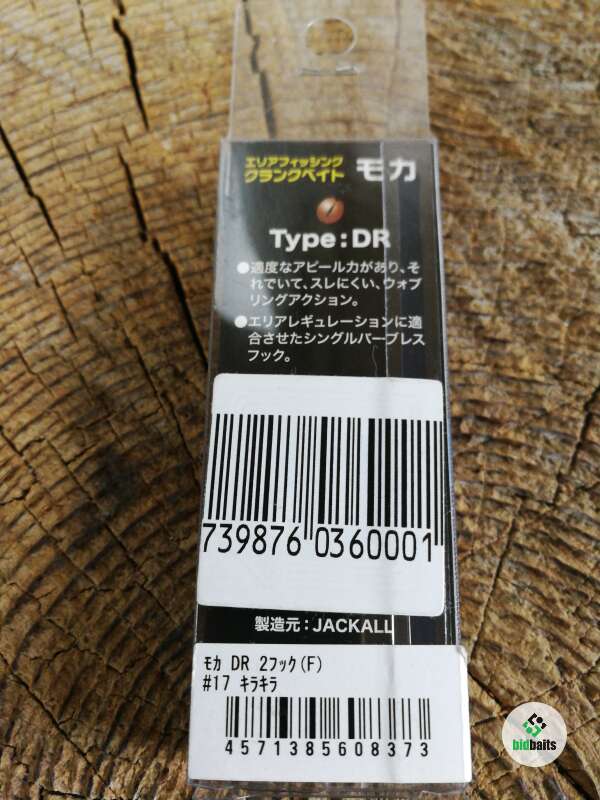 エリアフィッシング
クランクベイト モカ
Type:DR
●適度なアピール力があり、そ
れでいて、スレにくい、ウォブ
リングアクション。
●エリアレギュレーションに適
合させたシングルバーブレス
フック。
739876 0360001
製造元:JACKALL
ﾓｶ DR 2ﾌｯｸ(F)
#17 ｷﾗｷﾗ
4571385608373
bidbaits